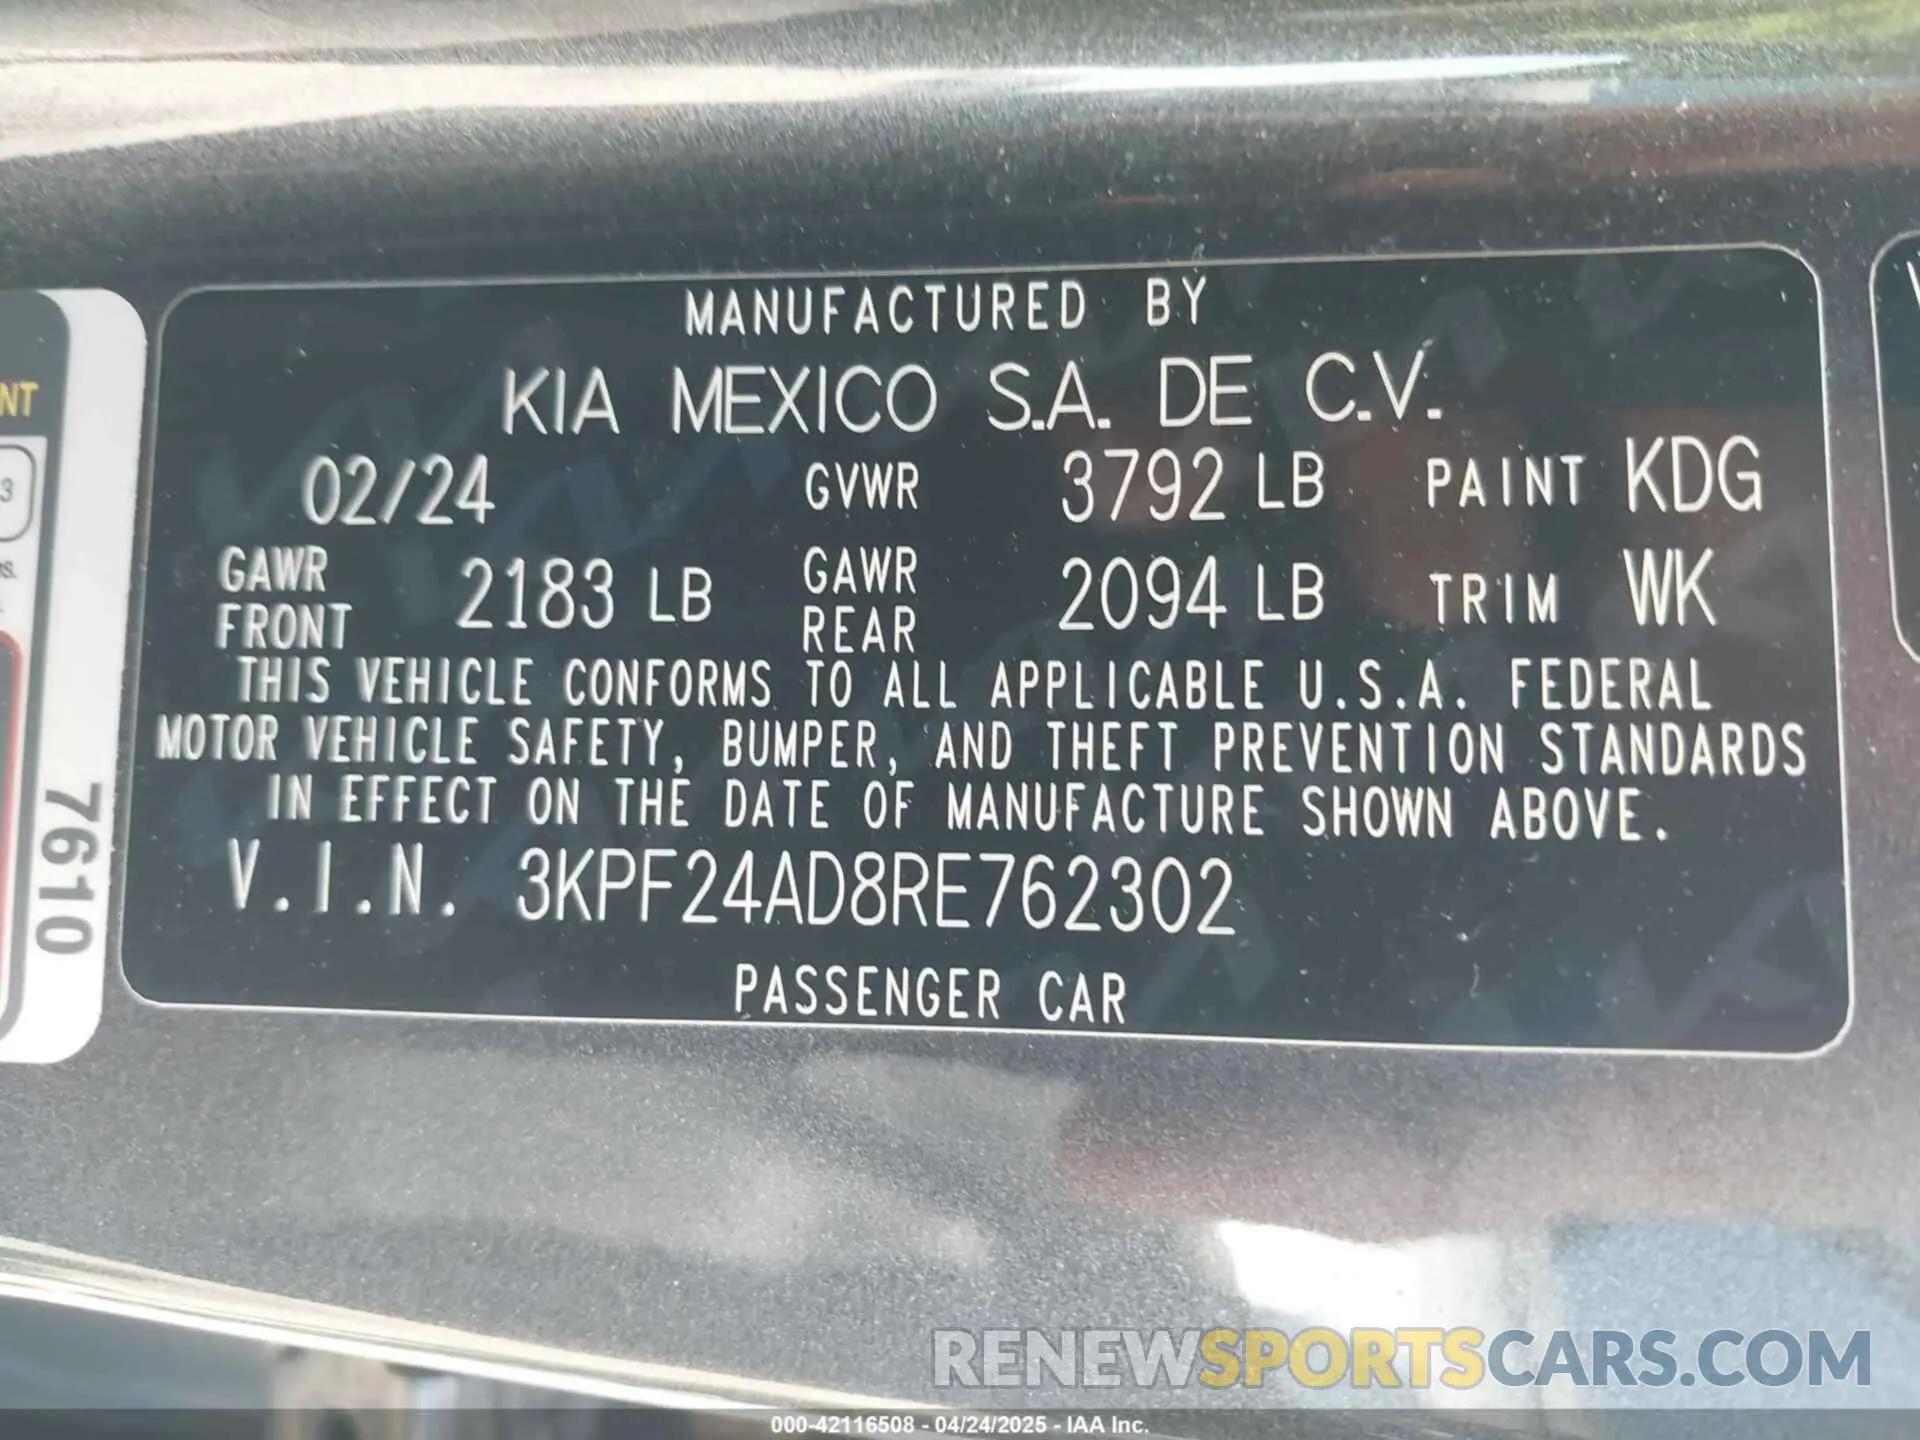 MANUFACTURED BY
KIA MEXICO S.A. DE C.V.
02/24 GVWR 3792 LB PAINT KDG
GAWR FRONT 2183 LB GAWR REAR 2094 LB TRIM WK
THIS VEHICLE CONFORMS TO ALL APPLICABLE U.S.A. FEDERAL
MOTOR VEHICLE SAFETY, BUMPER, AND THEFT PREVENTION STANDARDS
IN EFFECT ON THE DATE OF MANUFACTURE SHOWN ABOVE.
V.I.N. 3KPF24AD8RE762302
PASSENGER CAR
NT
3
7610
RENEWSPORTSCARS.COM
000-42116508 - 04/24/2025 - IAA Inc.